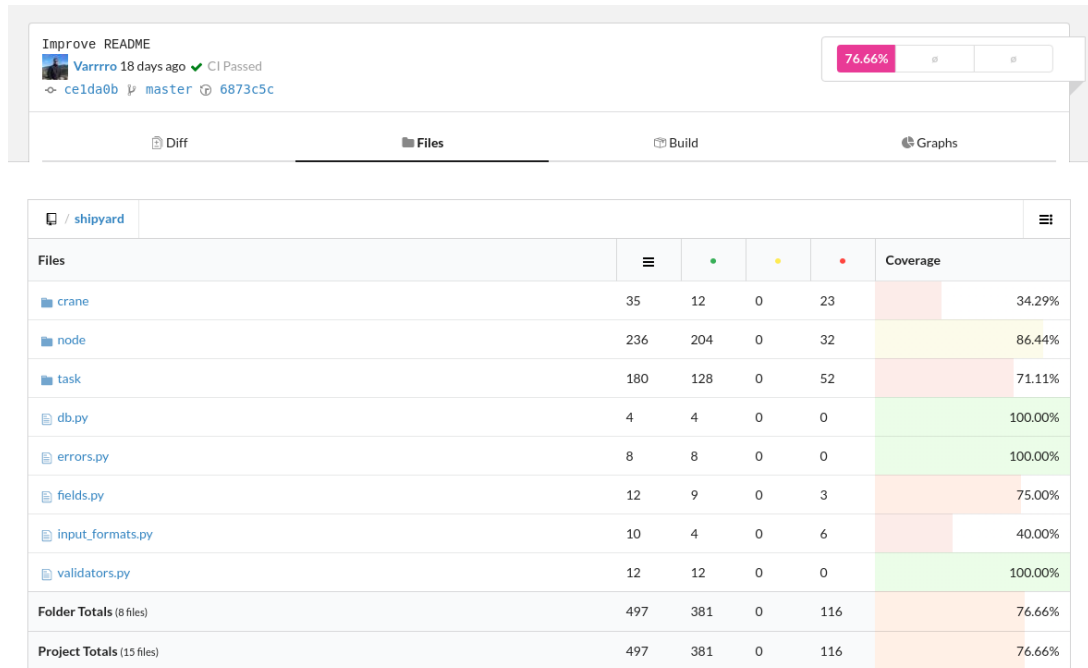 Improve README
Varrrro 18 days ago CI Passed
ce1da0b master 6873c5c
76.66% ø ø
Diff Files Build Graphs
/ shipyard
Files Coverage
crane 35 12 0 23 34.29%
node 236 204 0 32 86.44%
task 180 128 0 52 71.11%
db.py 4 4 0 0 100.00%
errors.py 8 8 0 0 100.00%
fields.py 12 9 0 3 75.00%
input_formats.py 10 4 0 6 40.00%
validators.py 12 12 0 0 100.00%
Folder Totals (8 files) 497 381 0 116 76.66%
Project Totals (15 files) 497 381 0 116 76.66%